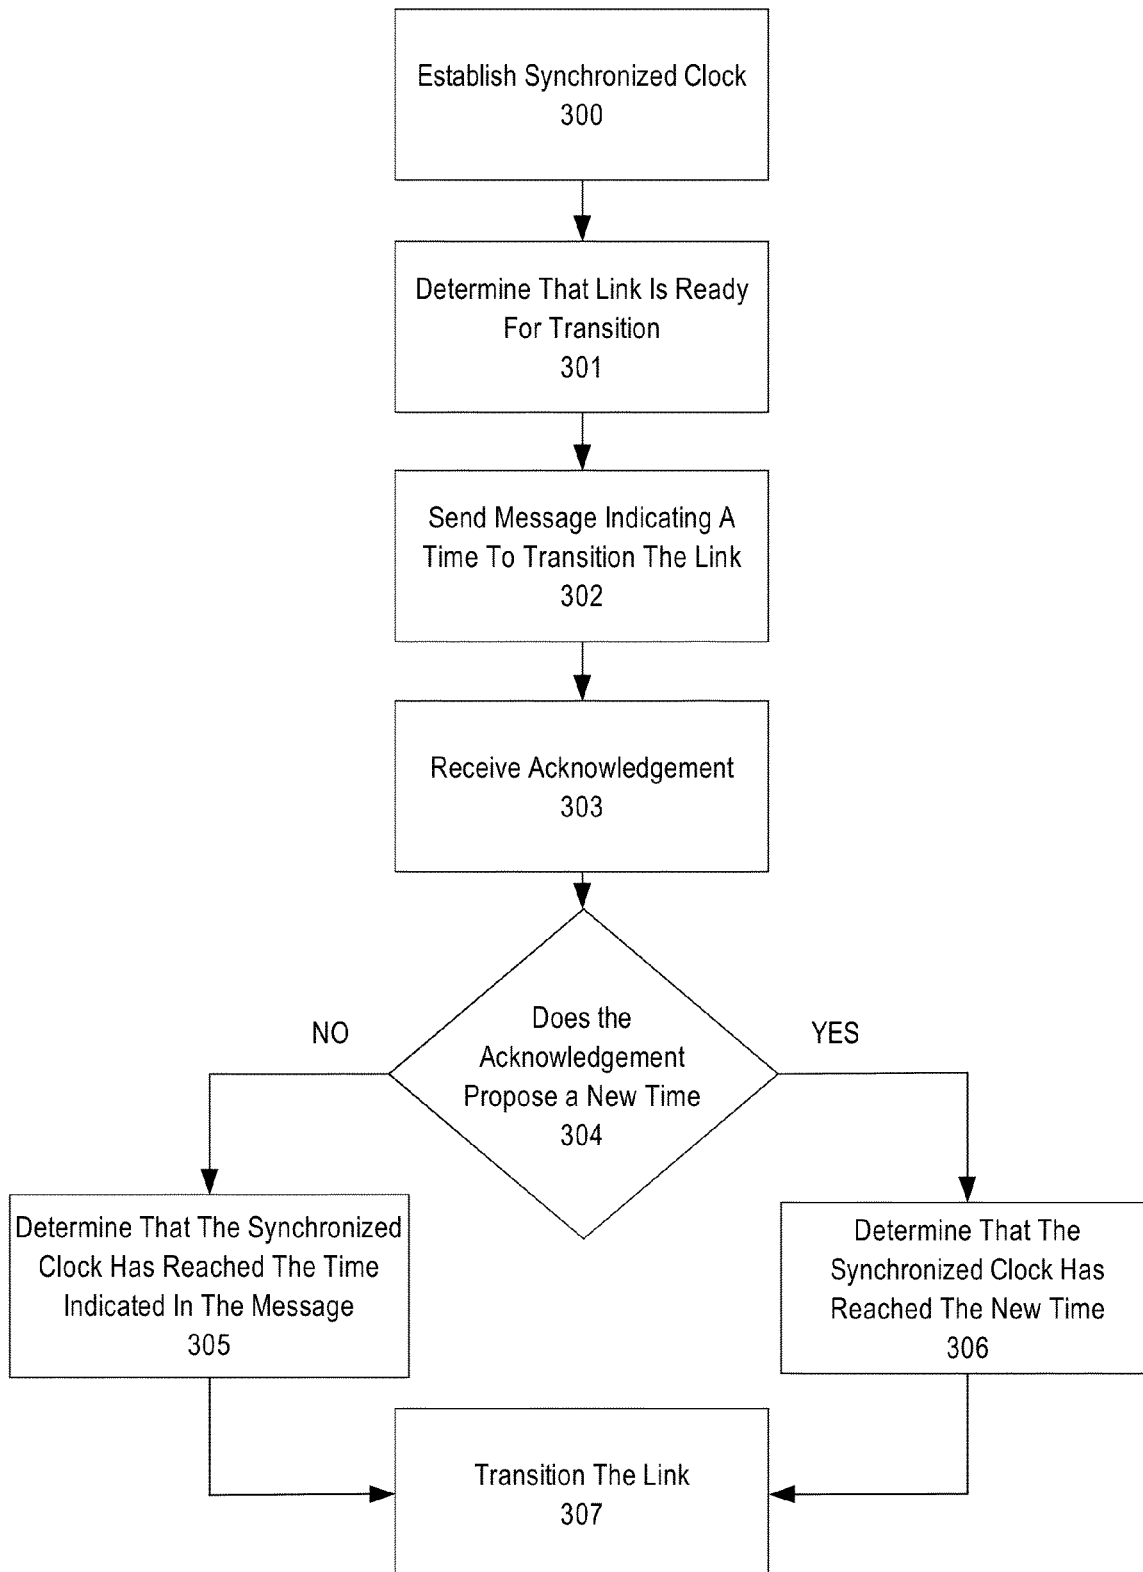 Establish Synchronized Clock
300
Determine That Link Is Ready
For Transition
301
Send Message Indicating A
Time To Transition The Link
302
Receive Acknowledgement
303
Does the
Acknowledgement
Propose a New Time
304
NO
YES
Determine That The Synchronized
Clock Has Reached The Time
Indicated In The Message
305
Determine That The
Synchronized Clock Has
Reached The New Time
306
Transition The Link
307